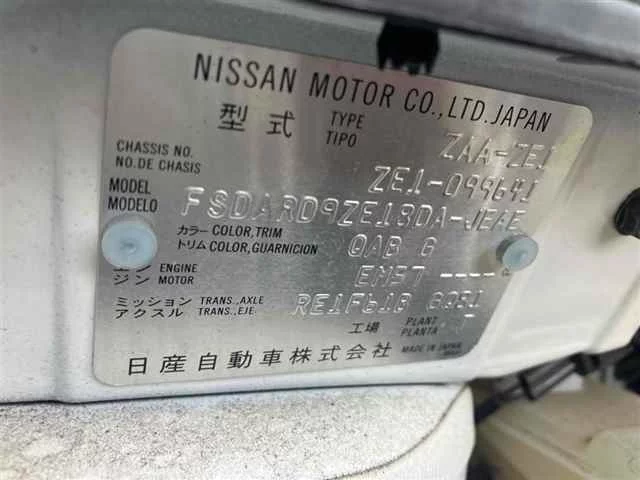 NISSAN MOTOR CO.,LTD.JAPAN
型式 TYPE TIPO ZAA-ZE1
CHASSIS NO. NO.DE CHASIS ZE1-099641
MODEL MODELO FSDARD9ZE18DA-JEAE
カラー COLOR,TRIM トリム COLOR,GUARNICION QAB G
エンジン ENGINE MOTOR EM57 ----
ミッション TRANS.,AXLE アクスル TRANS.,EJE RE1F61B GQ51
工場 PLANT PLANTA T
日産自動車株式会社 MADE IN JAPAN